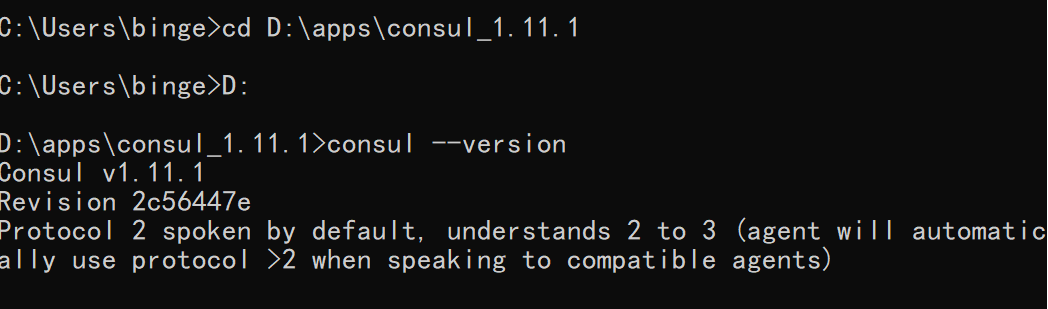 C:\Users\binge>cd D:\apps\consul_1.11.1
C:\Users\binge>D:
D:\apps\consul_1.11.1>consul --version
Consul v1.11.1
Revision 2c56447e
Protocol 2 spoken by default, understands 2 to 3 (agent will automatic
ally use protocol >2 when speaking to compatible agents)